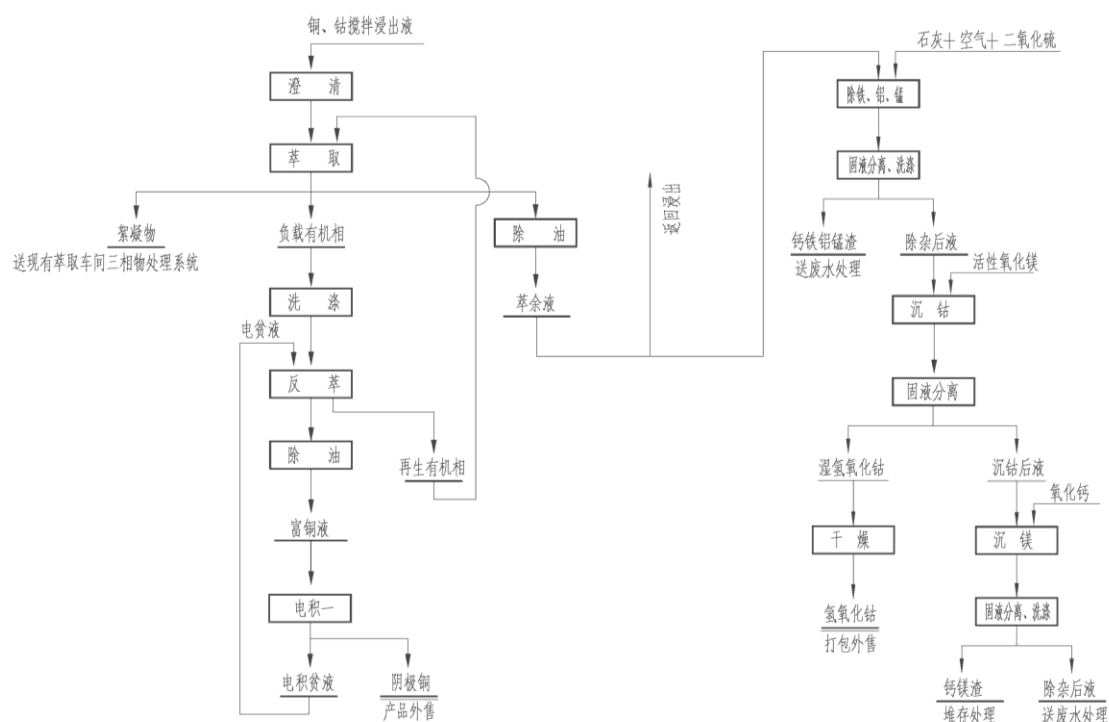 铜、钴搅拌浸出液
澄 清
萃 取
絮凝物
送现有萃取车间三相物处理系统
负载有机相
洗 涤
电贫液
反 萃
除 油
再生有机相
富铜液
电积一
电积贫液
阴极铜
产品外售
除 油
萃余液
返回浸出
石灰+ 空气+ 二氧化硫
除铁、铝、锰
固液分离、洗涤
钙铁铝锰渣
送废水处理
除杂后液
活性氧化镁
沉 钴
固液分离
湿氢氧化钴
干 燥
氢氧化钴
打包外售
沉钴后液
氧化钙
沉 镁
固液分离、洗涤
钙镁渣
堆存处理
除杂后液
送废水处理